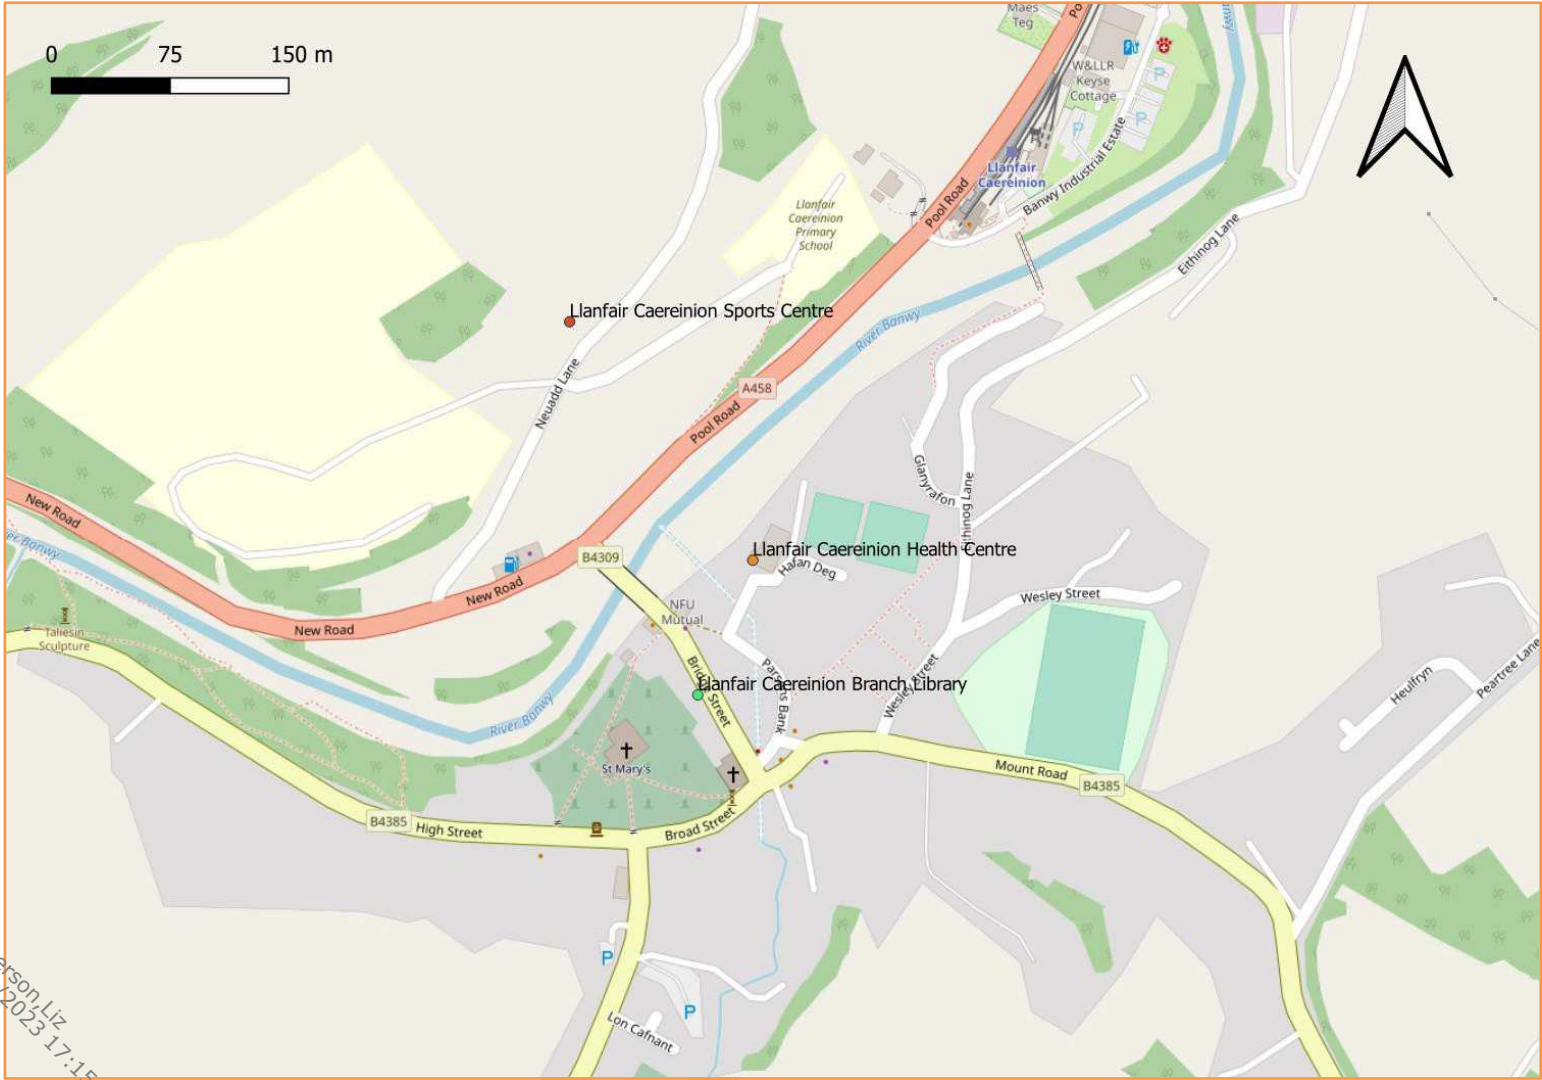 0 75 150 m
Maes
Teg
W&LLR
Keyse
Cottage
P
P
P
Llanfair
Caereinion
Banwy Industrial Estate
Pool Road
Eithinog Lane
Llanfair
Caereinion
Primary
School
Llanfair Caereinion Sports Centre
River Banwy
Neuadd Lane
A458
Pool Road
Glanyrafon
Eithinog Lane
New Road
Llanfair Caereinion Health Centre
Hafan Deg
B4309
New Road
NFU
Mutual
Wesley Street
New Road
Taliesin
Sculpture
Bridge Street
Parsons Bank
Llanfair Caereinion Branch Library
Wesley Street
Heulfryn
Peartree Lane
River Banwy
St Mary's
Mount Road
B4385
B4385
High Street
Broad Street
P
P
Lon Cafnant
Liz
2023 17:15